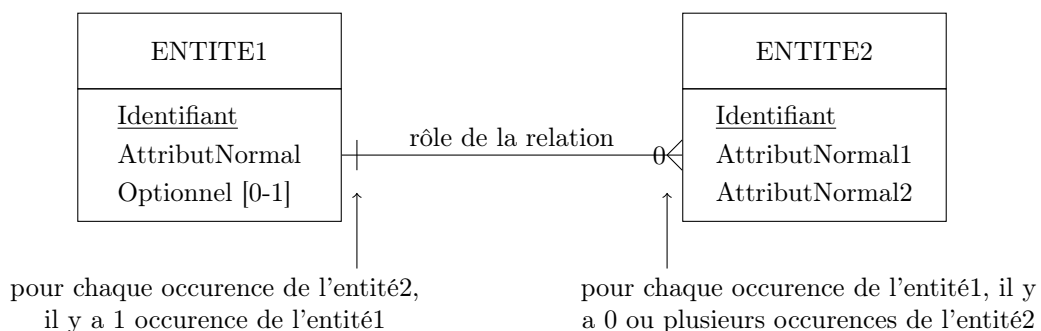 ENTITE1
Identifiant
AttributNormal
Optionnel [0-1]
rôle de la relation
0
ENTITE2
Identifiant
AttributNormal1
AttributNormal2
pour chaque occurence de l'entité2,
il y a 1 occurence de l'entité1
pour chaque occurence de l'entité1, il y
a 0 ou plusieurs occurences de l'entité2